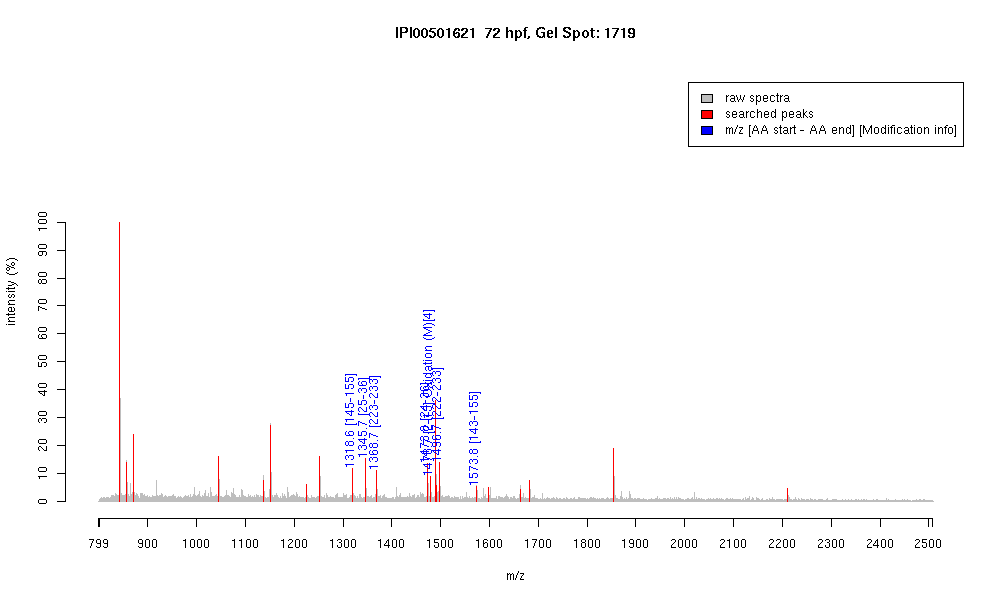 IPI00501621 72 hpf, Gel Spot: 1719
raw spectra
searched peaks
m/z [AA start - AA end] [Modification info]
intensity (%)
100
90
80
70
60
50
40
30
20
10
0
1318.6 [145-155]
1345.7 [25-36]
1368.7 [223-233]
Oxidation (M)[4]
1496.7 [222-233]
1573.8 [143-155]
799 900 1000 1100 1200 1300 1400 1500 1600 1700 1800 1900 2000 2100 2200 2300 2400 2500
m/z